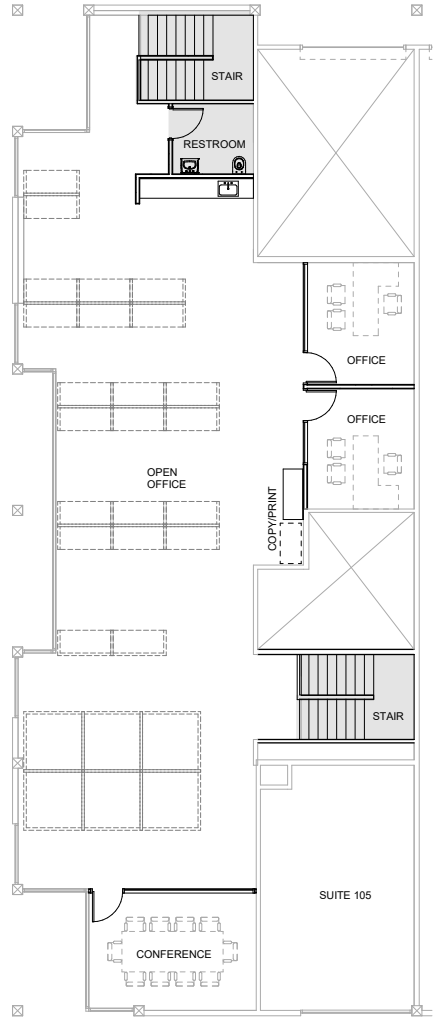 STAIR
RESTROOM
OFFICE
OFFICE
OPEN
OFFICE
COPY/PRINT
STAIR
SUITE 105
CONFERENCE